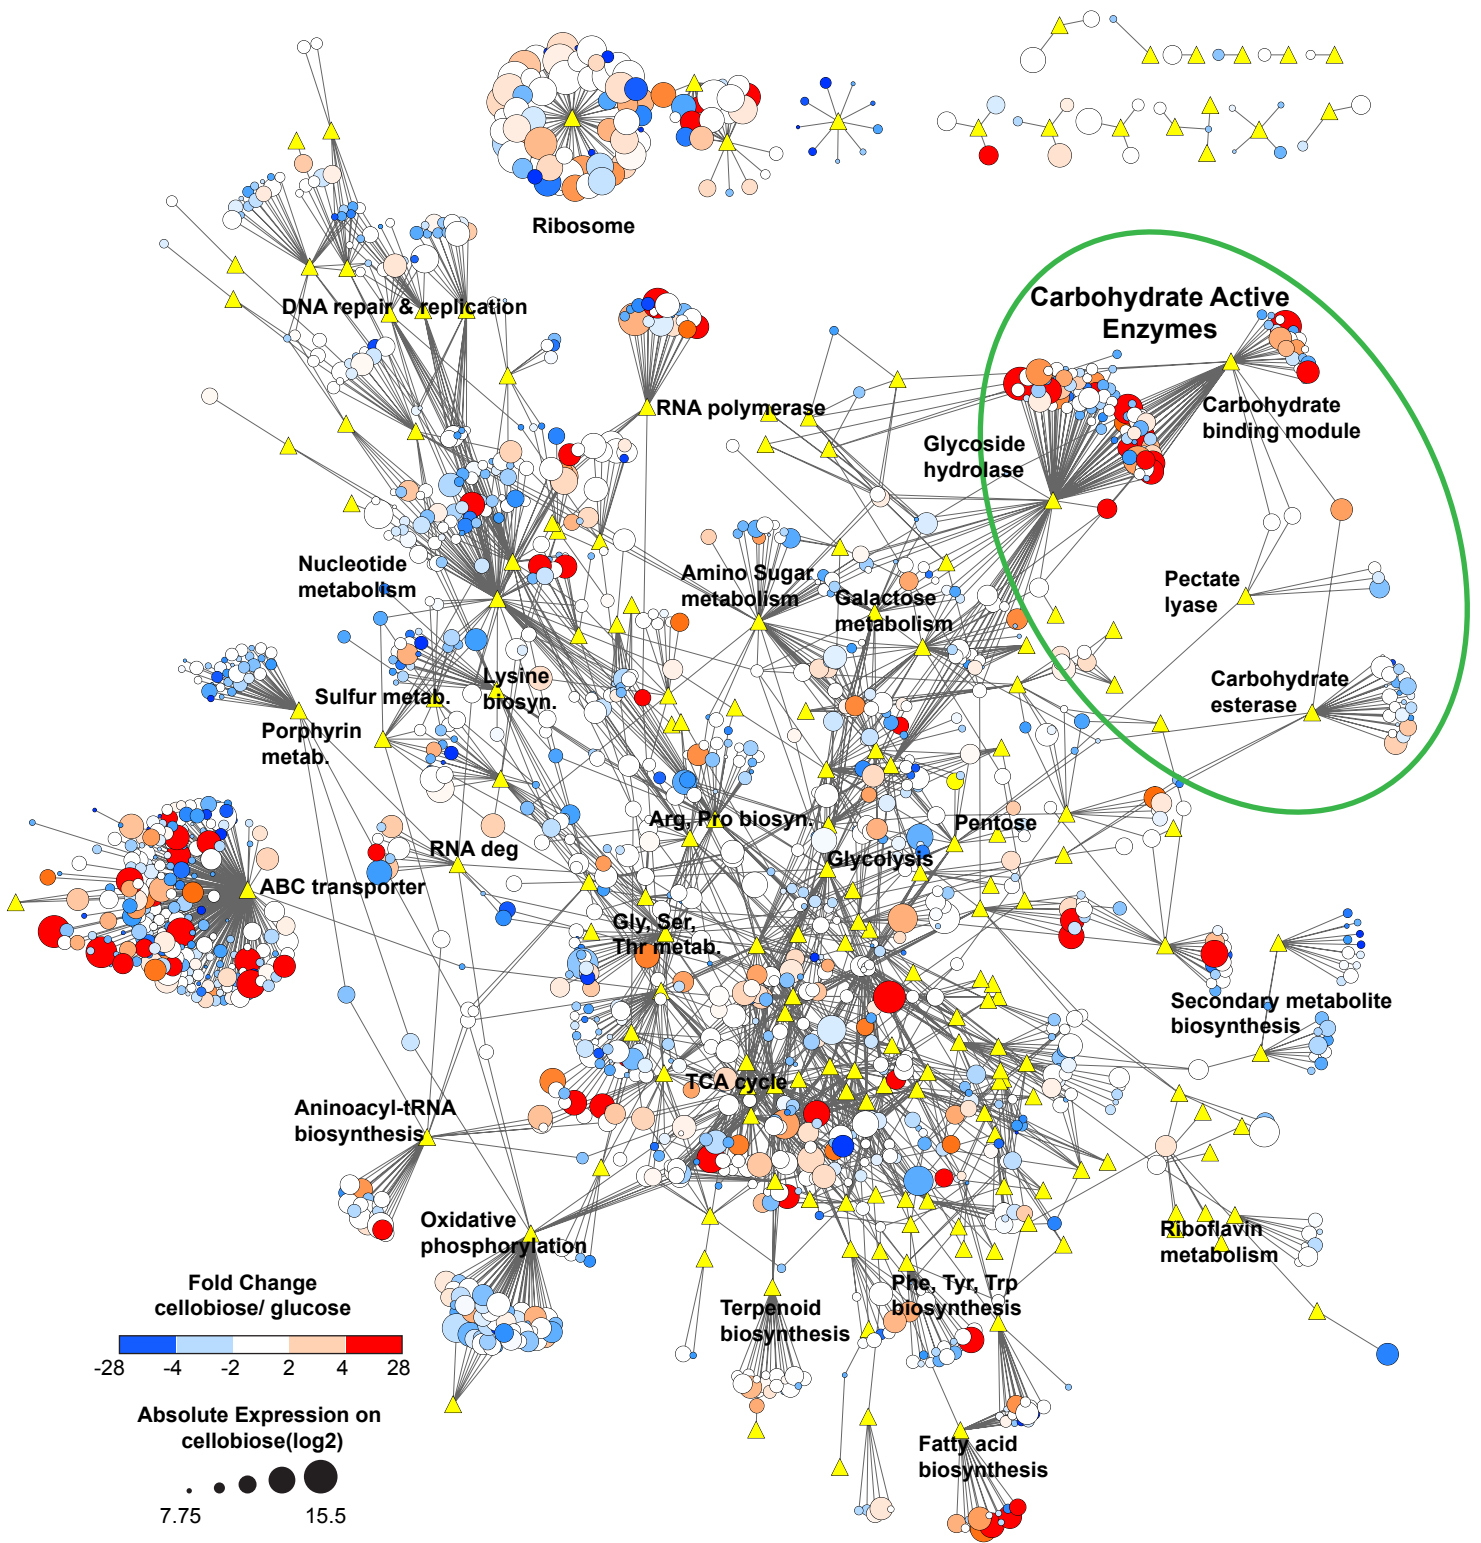 Ribosome
Carbohydrate Active
Enzymes
DNA repair & replication
RNA polymerase
Carbohydrate
binding module
Glycoside
hydrolase
Nucleotide
metabolism
Amino Sugar
metabolism
Galactose
metabolism
Pectate
lyase
Lysine
biosyn.
Sulfur metab.
Carbohydrate
esterase
Porphyrin
metab.
Arg, Pro biosyn.
Pentose
RNA deg
Glycolysis
ABC transporter
Gly, Ser,
Thr metab.
Secondary metabolite
biosynthesis
TCA cycle
Aninoacyl-tRNA
biosynthesis
Oxidative
phosphorylation
Riboflavin
metabolism
Phe, Tyr, Trp
biosynthesis
Terpenoid
biosynthesis
Fatty acid
biosynthesis
Fold Change
cellobiose/ glucose
-28 -4 -2 2 4 28
Absolute Expression on
cellobiose(log2)
7.75 15.5